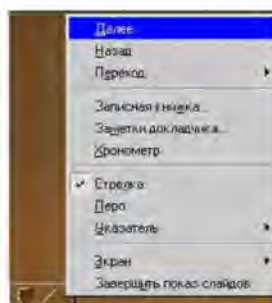 Далее
Назад
Переход
Записная книжка...
Заметки докладчика...
Хронометр
Стрелка
Перо
Указатель
Экран
Завершить показ слайдов